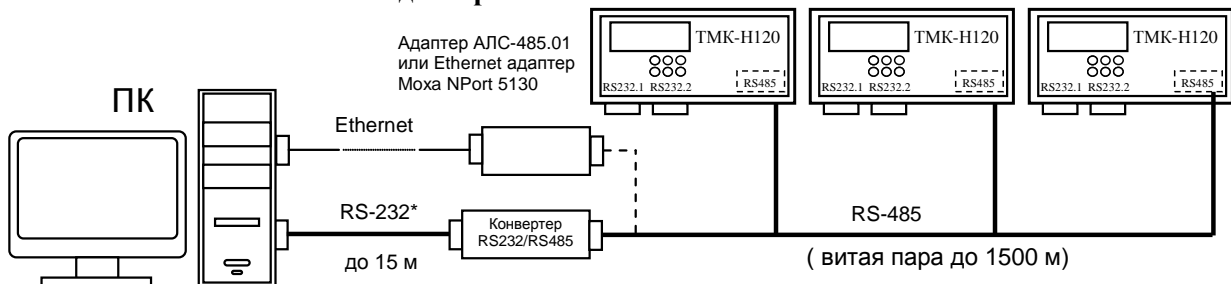 Адаптер АЛС-485.01
или Ethernet адаптер
Моха NPort 5130
ПК
Ethernet
RS-232*
до 15 м
Конвертер
RS232/RS485
ТМК-Н120
RS232.1 RS232.2
RS485
ТМК-Н120
RS232.1 RS232.2
RS485
ТМК-Н120
RS232.1 RS232.2
RS485
RS-485
( витая пара до 1500 м)